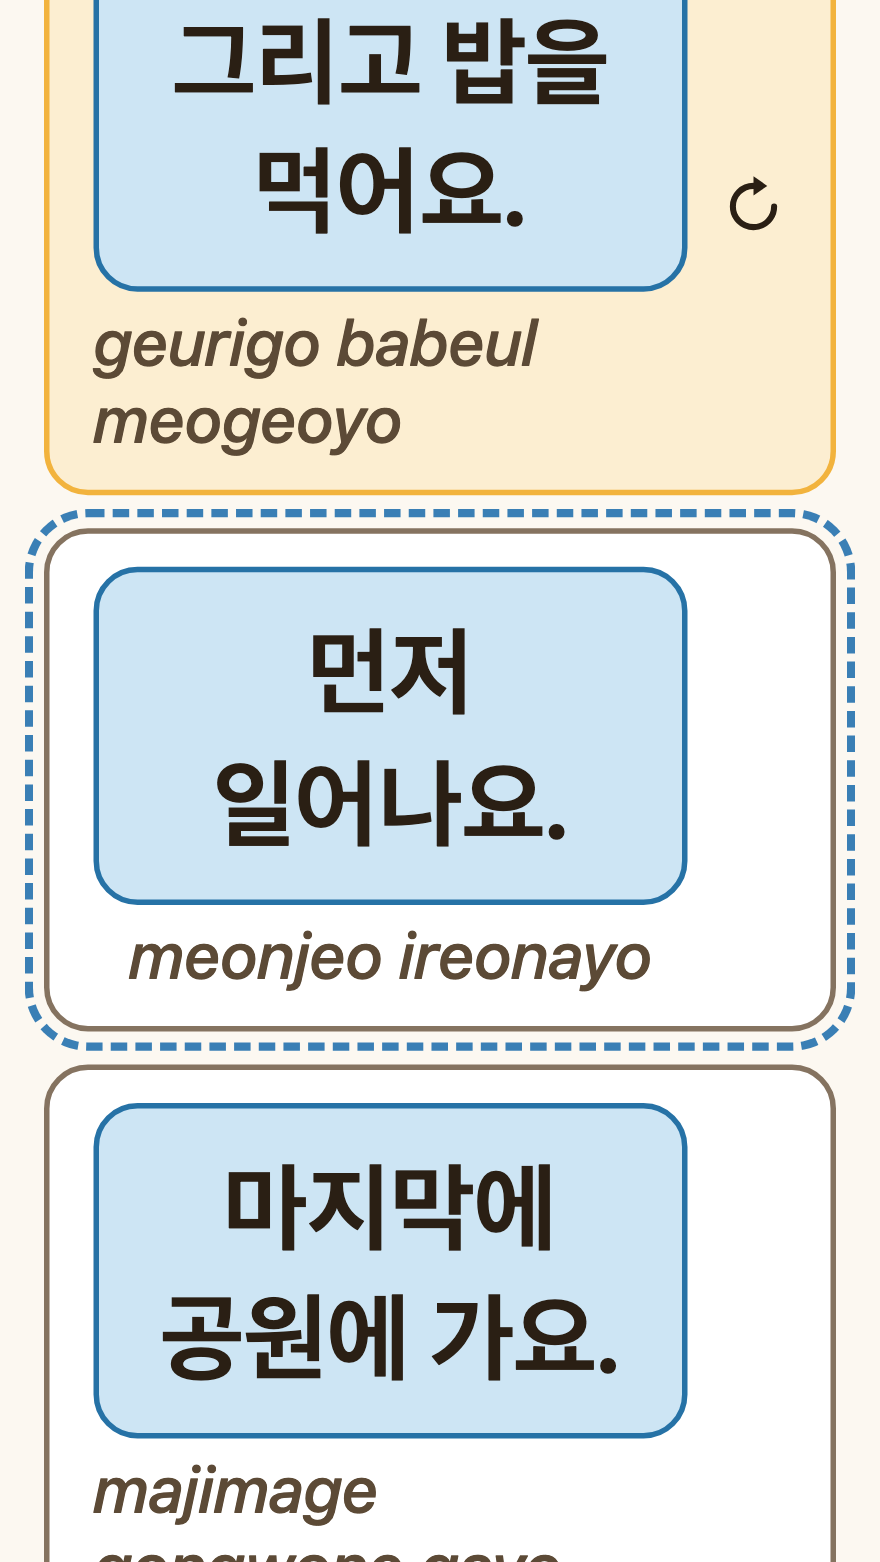 그리고 밥을
먹어요.
geurigo babeul
meogeoyo
먼저
일어나요.
meonjeo ireonayo
마지막에
공원에 가요.
majimage